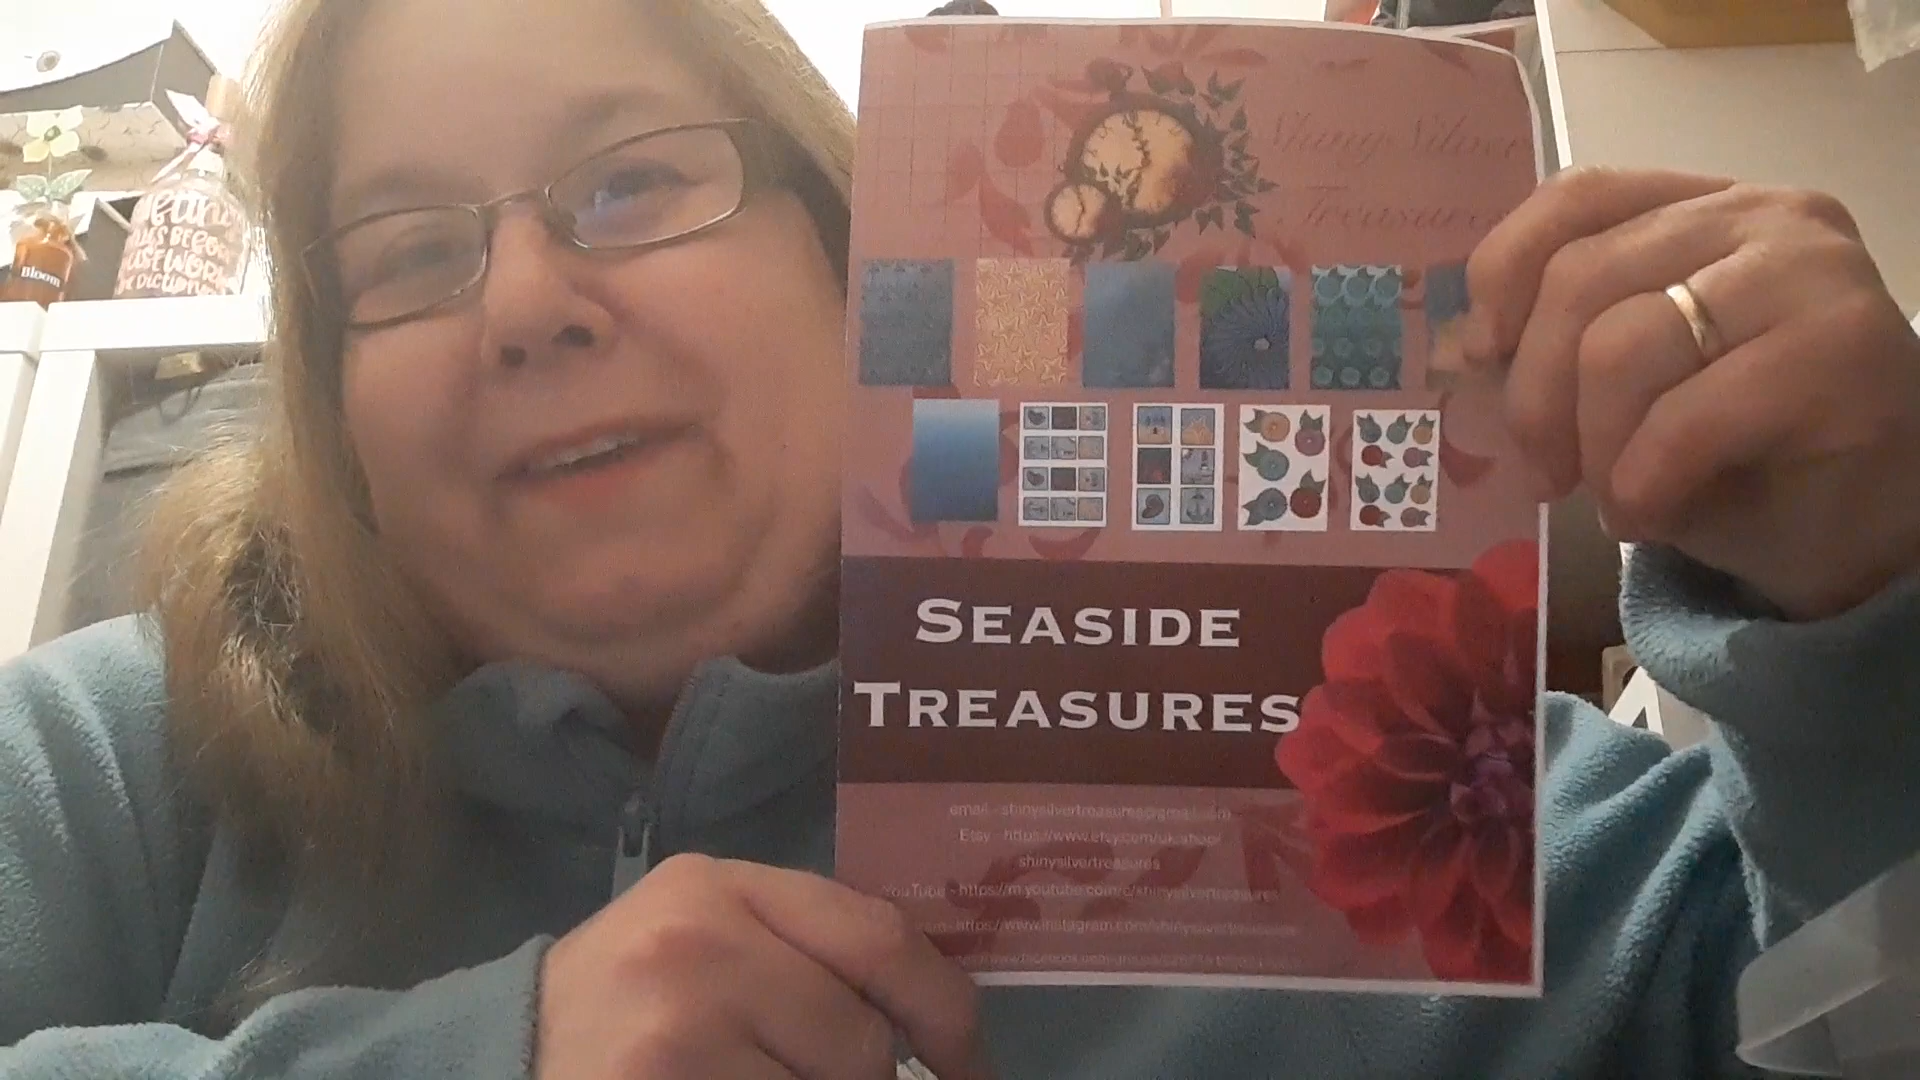 Shiny Silver
Treasures
SEASIDE
TREASURES
email - shinysilvertreasures@gmail.com
Etsy - https://www.etsy.com/uk/shop/
shinysilvertreasures
YouTube - https://m.youtube.com/c/shinysilvertreasures
https://www.instagram.com/shinysilvertreasures
Bloom